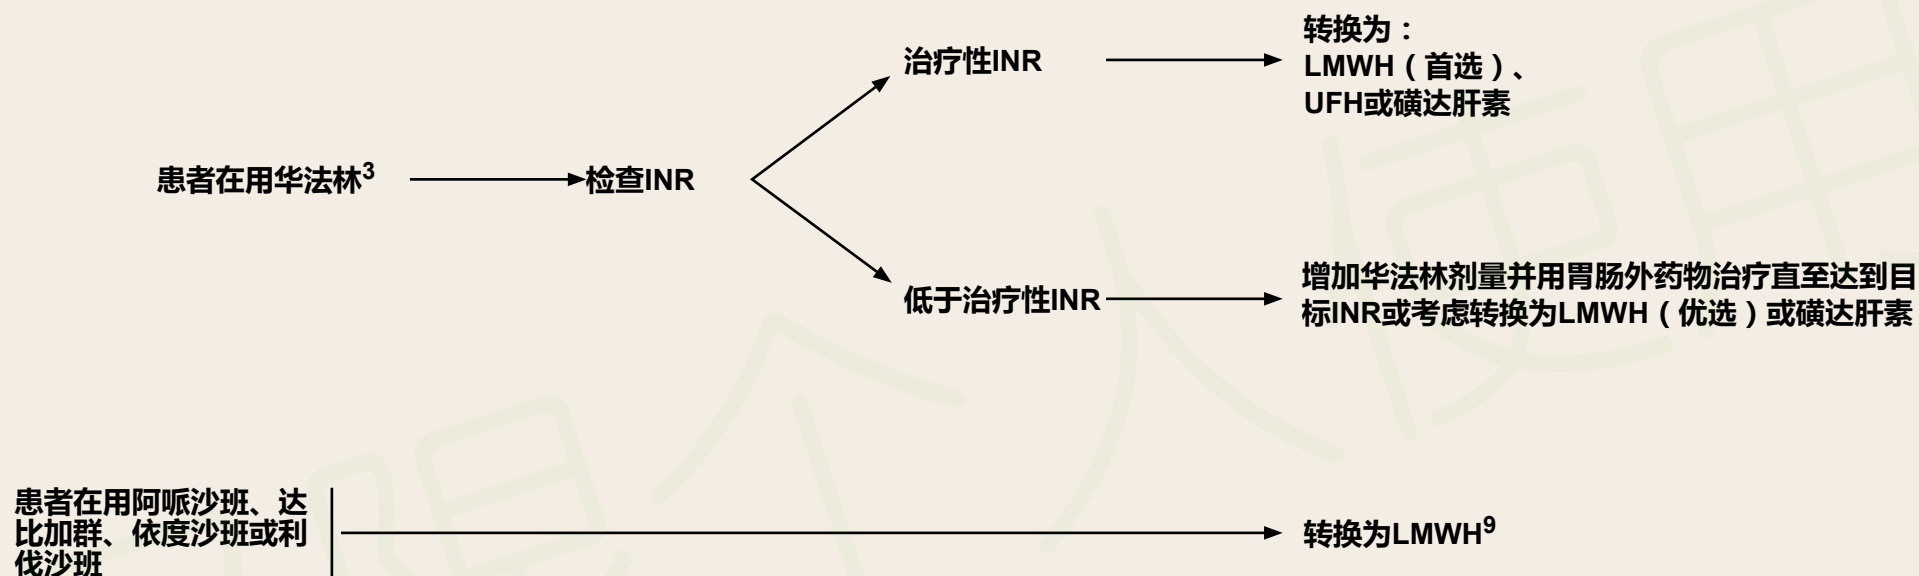 转换为：
治疗性INR
LMWH（首选）、
UFH或磺达肝素
患者在用华法林3
检查INR
低于治疗性INR
增加华法林剂量并用胃肠外药物治疗直至达到目
标INR或考虑转换为LMWH（优选）或磺达肝素
患者在用阿哌沙班、达
比加群、依度沙班或利
伐沙班
转换为LMWH9
限个人使用